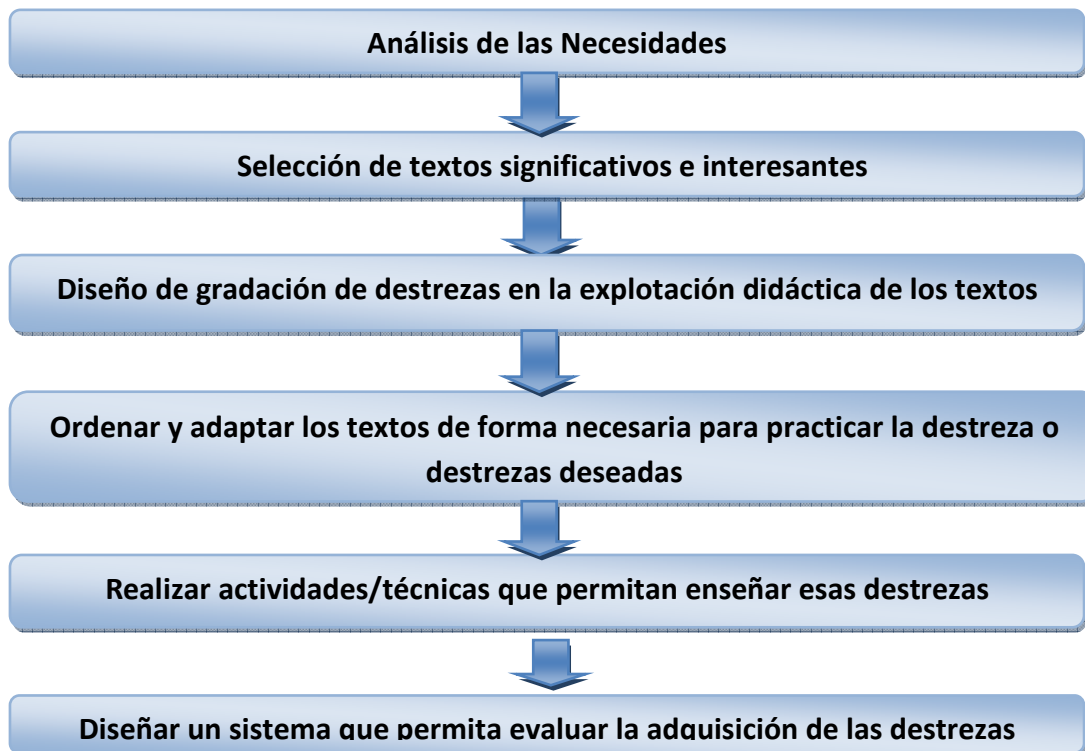 Análisis de las Necesidades
Selección de textos significativos e interesantes
Diseño de gradación de destrezas en la explotación didáctica de los textos
Ordenar y adaptar los textos de forma necesaria para practicar la destreza o
destrezas deseadas
Realizar actividades/técnicas que permitan enseñar esas destrezas
Diseñar un sistema que permita evaluar la adquisición de las destrezas